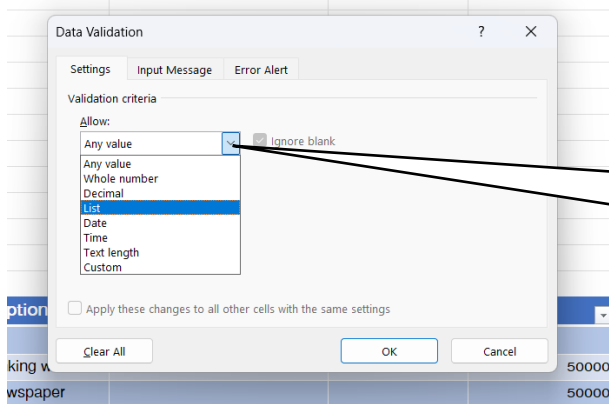 Data Validation ? ×
Settings Input Message Error Alert
Validation criteria
Allow:
Any value Ignore blank
Any value
Whole number
Decimal
List
Date
Time
Text length
Custom
Apply these changes to all other cells with the same settings
ption
Clear All OK Cancel
king w 50000
wspaper 50000